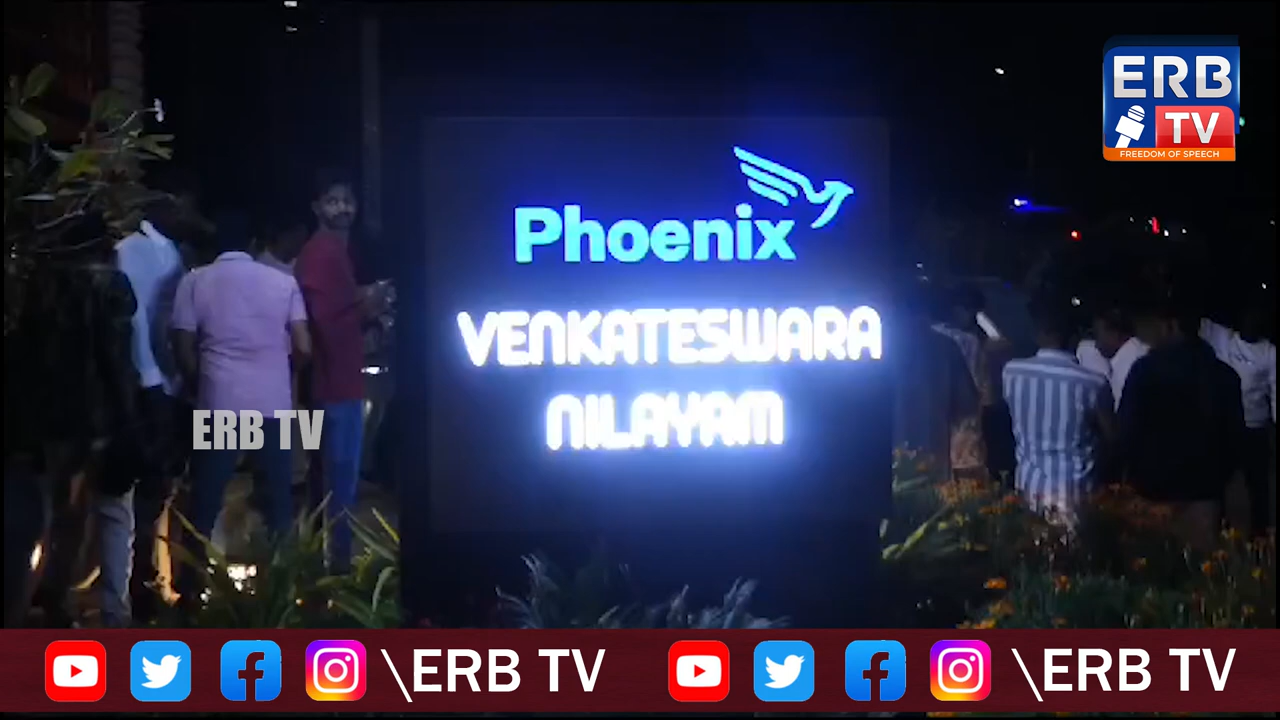 ERB
TV
FREEDOM OF SPEECH
Phoenix
VENKATESWARA
NILAYAM
ERB TV
\ERB TV
\ERB TV